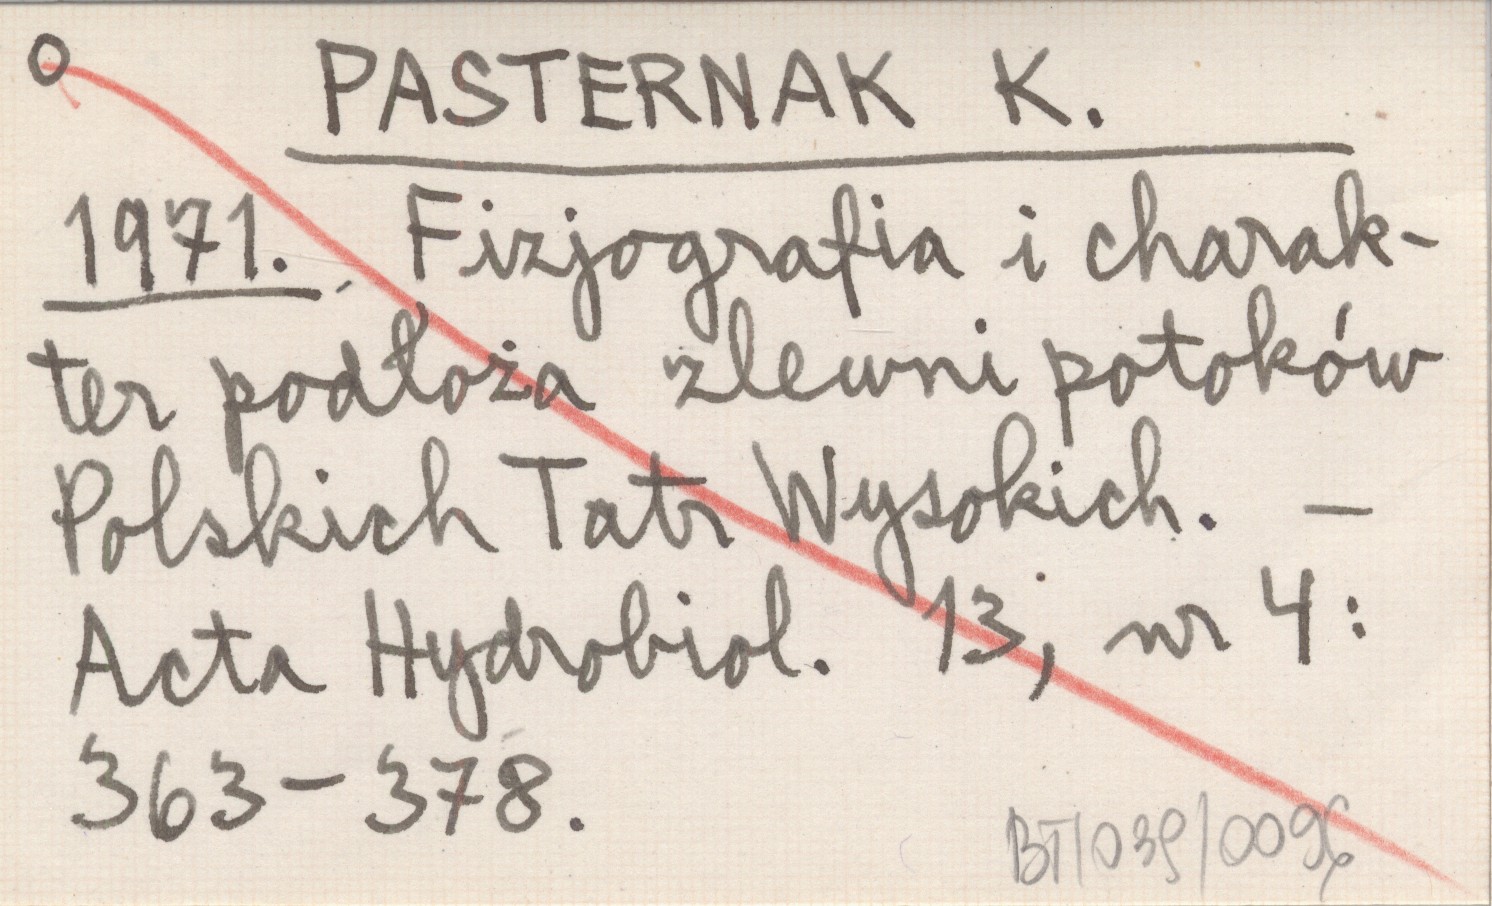 PASTERNAK K.
1971. Fizjografia i charak-
ter podłoża zlewni potoków
Polskich Tatr Wysokich. —
Acta Hydrobiol. 13, nr 4:
363-378.
BT/039/0096